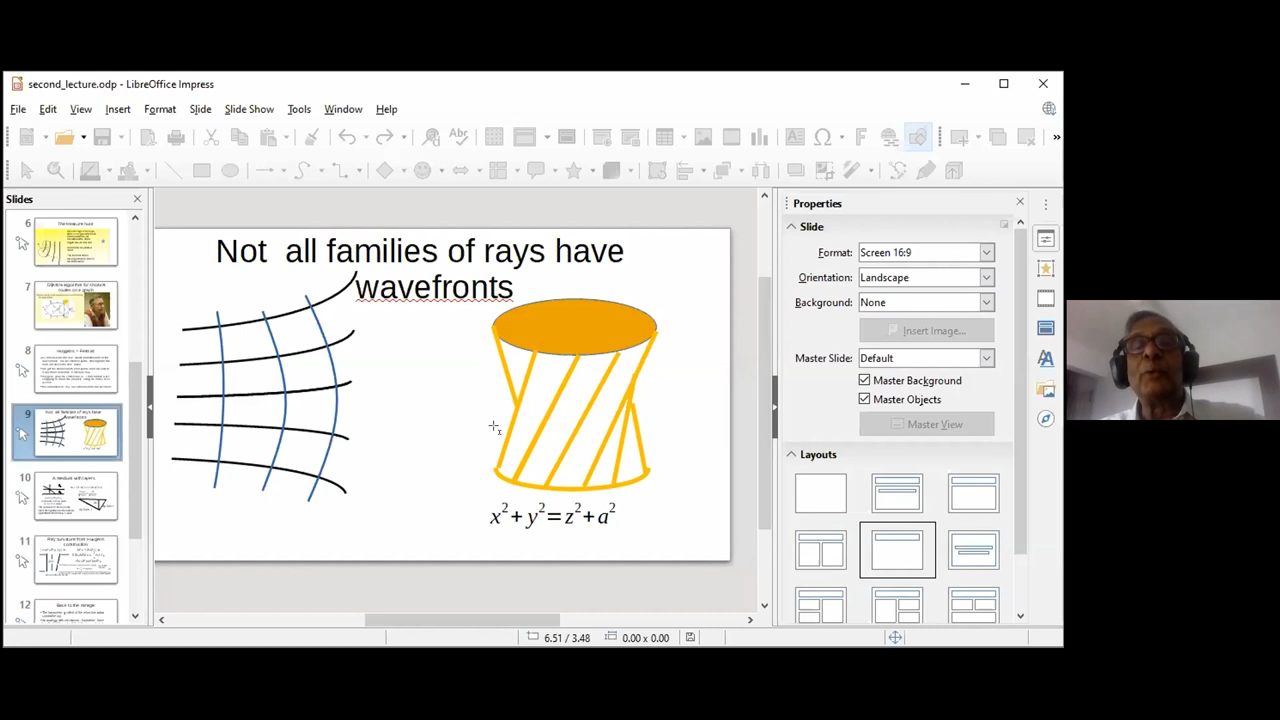 second_lecture.odp - LibreOffice Impress
File Edit View Insert Format Slide Slide Show Tools Window Help
Slides
6
7
8
9
10
11
12
Not all families of rays have
wavefronts
x²+y²=z²+a²
Properties
Slide
Format: Screen 16:9
Orientation: Landscape
Background: None
Insert Image...
Master Slide: Default
Master Background
Master Objects
Master View
Layouts
6.51 / 3.48 0.00 x 0.00